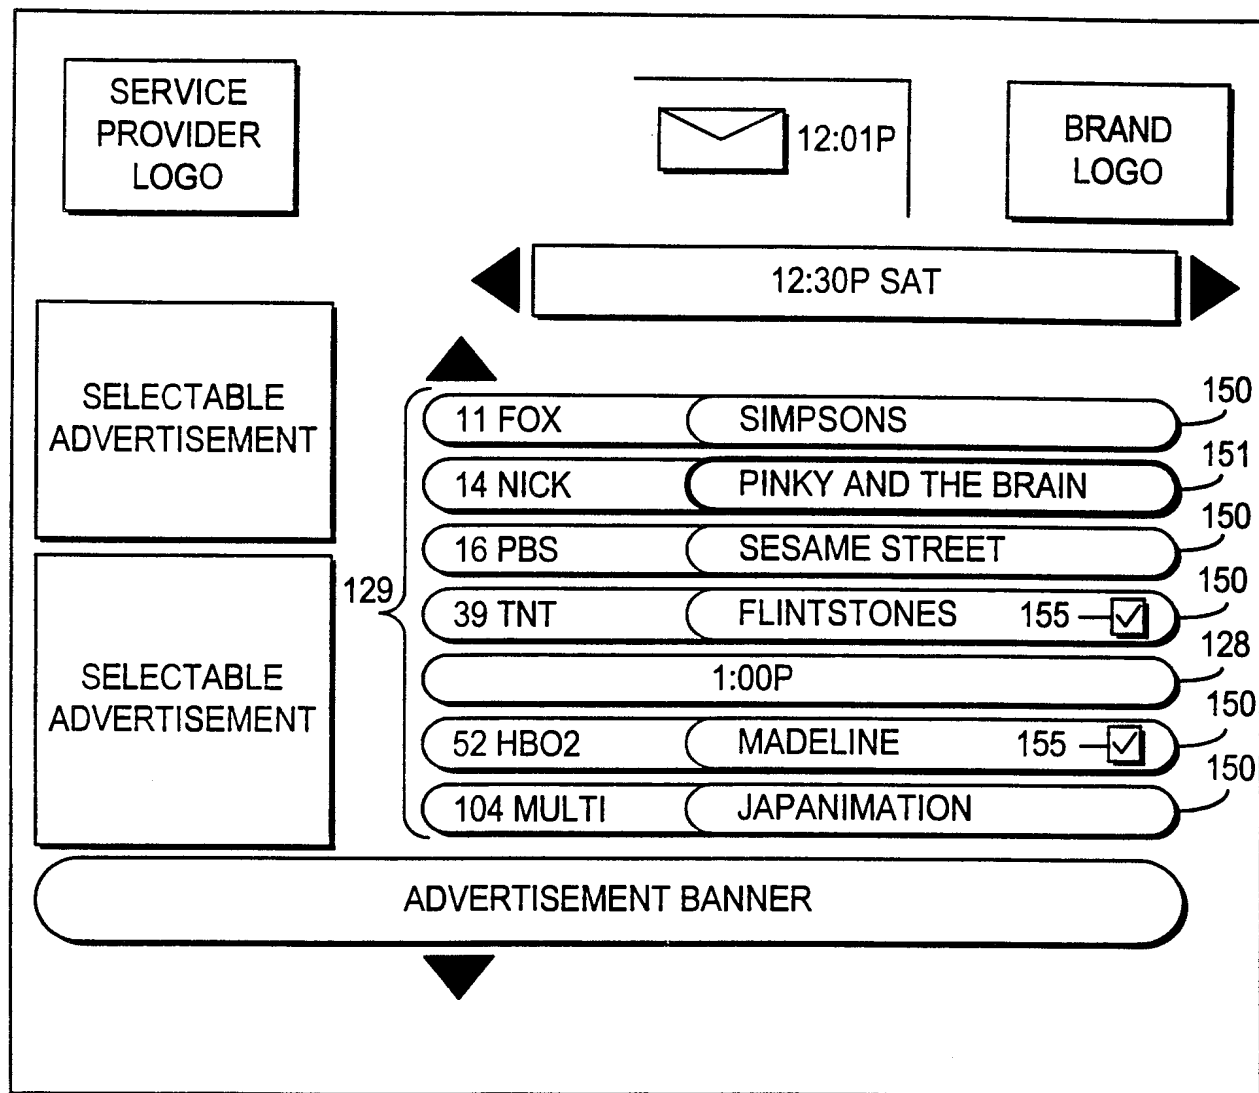 SERVICE
PROVIDER
LOGO
12:01P
BRAND
LOGO
12:30P SAT
SELECTABLE
ADVERTISEMENT
SELECTABLE
ADVERTISEMENT
129
11 FOX SIMPSONS 150
14 NICK PINKY AND THE BRAIN 151
16 PBS SESAME STREET 150
39 TNT FLINTSTONES 155 150
1:00P 128
52 HBO2 MADELINE 155 150
104 MULTI JAPANIMATION 150
ADVERTISEMENT BANNER